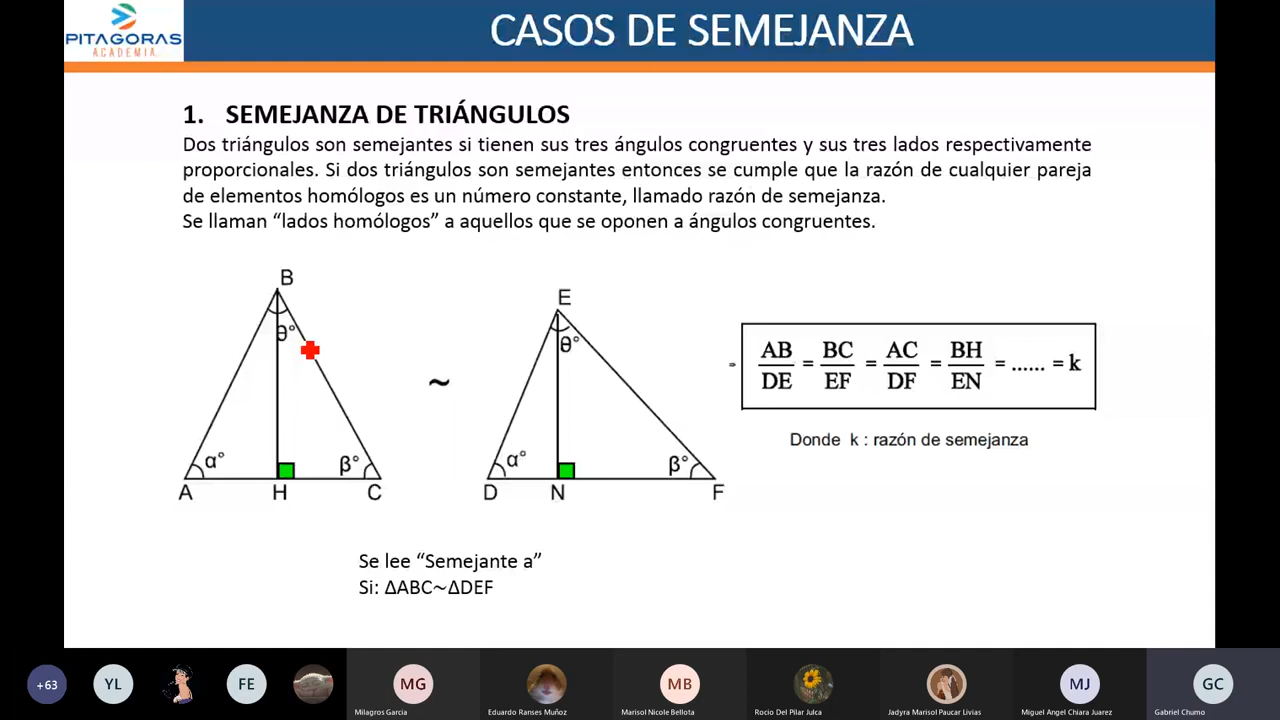 PITAGORAS
ACADEMIA
CASOS DE SEMEJANZA
1. SEMEJANZA DE TRIÁNGULOS
Dos triángulos son semejantes si tienen sus tres ángulos congruentes y sus tres lados respectivamente
proporcionales. Si dos triángulos son semejantes entonces se cumple que la razón de cualquier pareja
de elementos homólogos es un número constante, llamado razón de semejanza.
Se llaman “lados homólogos” a aquellos que se oponen a ángulos congruentes.
B
θ°
α°
β°
A H C
~
E
θ°
α°
β°
D N F
AB/DE = BC/EF = AC/DF = BH/EN = ...... = k
Donde k : razón de semejanza
Se lee “Semejante a”
Si: ΔABC~ΔDEF
+63 YL FE MG MB MJ GC
Milagros Garcia
Eduardo Ranses Muñoz
Marisol Nicole Bellota
Rocio Del Pilar Julca
Jadyra Marisol Paucar Livias
Miguel Angel Chiara Juarez
Gabriel Chumo